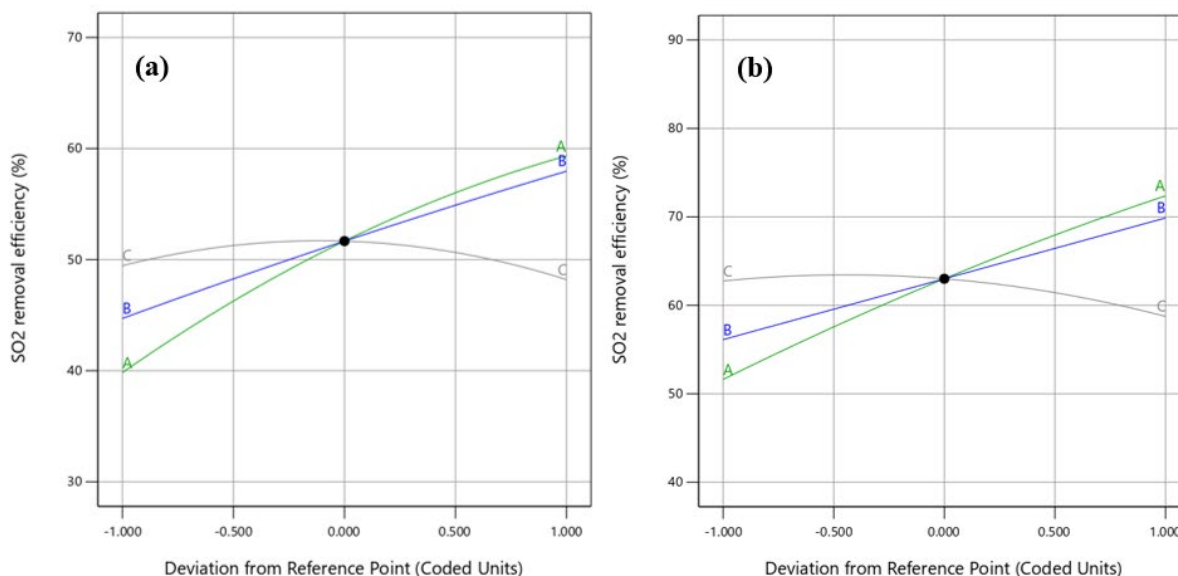 (a)
SO2 removal efficiency (%)
70
60
50
40
30
A
B
C
C
B
A
-1.000
-0.500
0.000
0.500
1.000
Deviation from Reference Point (Coded Units)
(b)
SO2 removal efficiency (%)
90
80
70
60
50
40
A
B
C
C
B
A
-1.000
-0.500
0.000
0.500
1.000
Deviation from Reference Point (Coded Units)